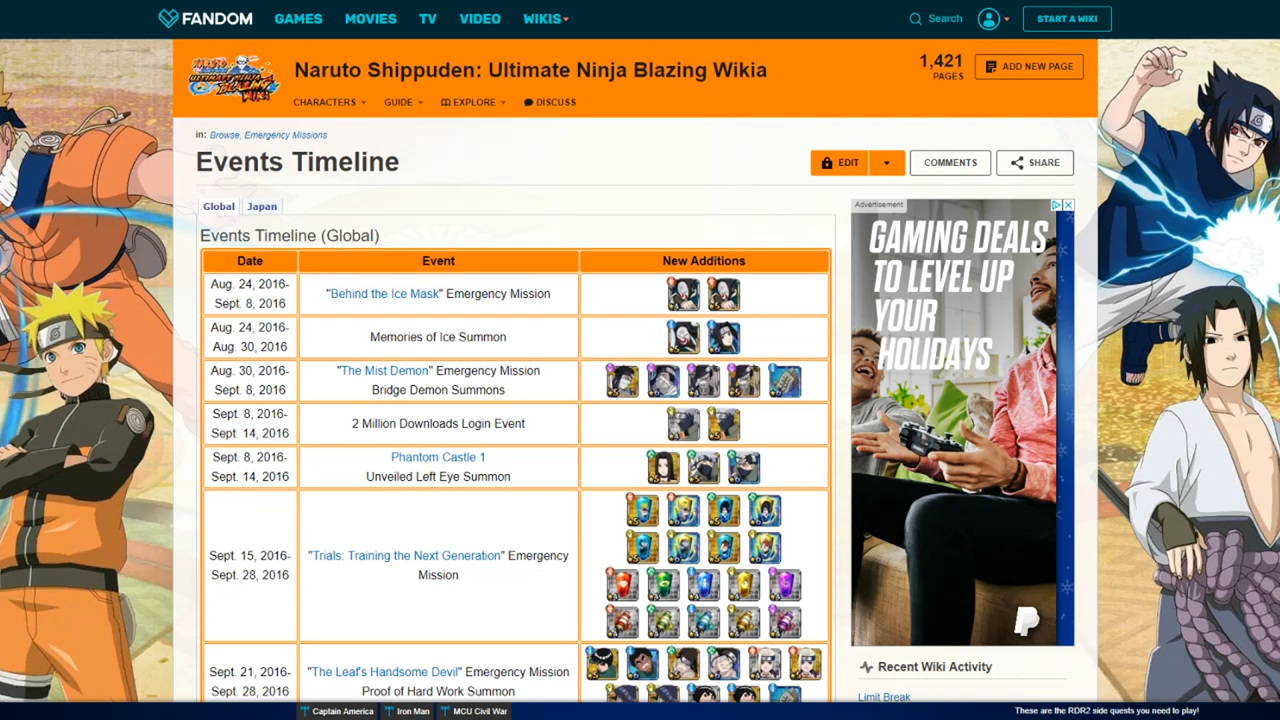 FANDOM
GAMES
MOVIES
TV
VIDEO
WIKIS
Search
START A WIKI
NARUTO
ULTIMATE NINJA
BLAZING
WIKI
Naruto Shippuden: Ultimate Ninja Blazing Wikia
1,421
PAGES
ADD NEW PAGE
CHARACTERS
GUIDE
EXPLORE
DISCUSS
in: Browse, Emergency Missions
Events Timeline
EDIT
COMMENTS
SHARE
Global
Japan
Events Timeline (Global)
Date
Event
New Additions
Aug. 24, 2016-
Sept. 8, 2016
"Behind the Ice Mask" Emergency Mission
Aug. 24, 2016-
Aug. 30, 2016
Memories of Ice Summon
Aug. 30, 2016-
Sept. 8, 2016
"The Mist Demon" Emergency Mission
Bridge Demon Summons
Sept. 8, 2016-
Sept. 14, 2016
2 Million Downloads Login Event
Sept. 8, 2016-
Sept. 14, 2016
Phantom Castle 1
Unveiled Left Eye Summon
Sept. 15, 2016-
Sept. 28, 2016
"Trials: Training the Next Generation" Emergency
Mission
Sept. 21, 2016-
Sept. 28, 2016
"The Leaf's Handsome Devil" Emergency Mission
Proof of Hard Work Summon
Advertisement
GAMING DEALS
TO LEVEL UP
YOUR
HOLIDAYS
Recent Wiki Activity
Limit Break
Captain America
Iron Man
MCU Civil War
These are the RDR2 side quests you need to play!